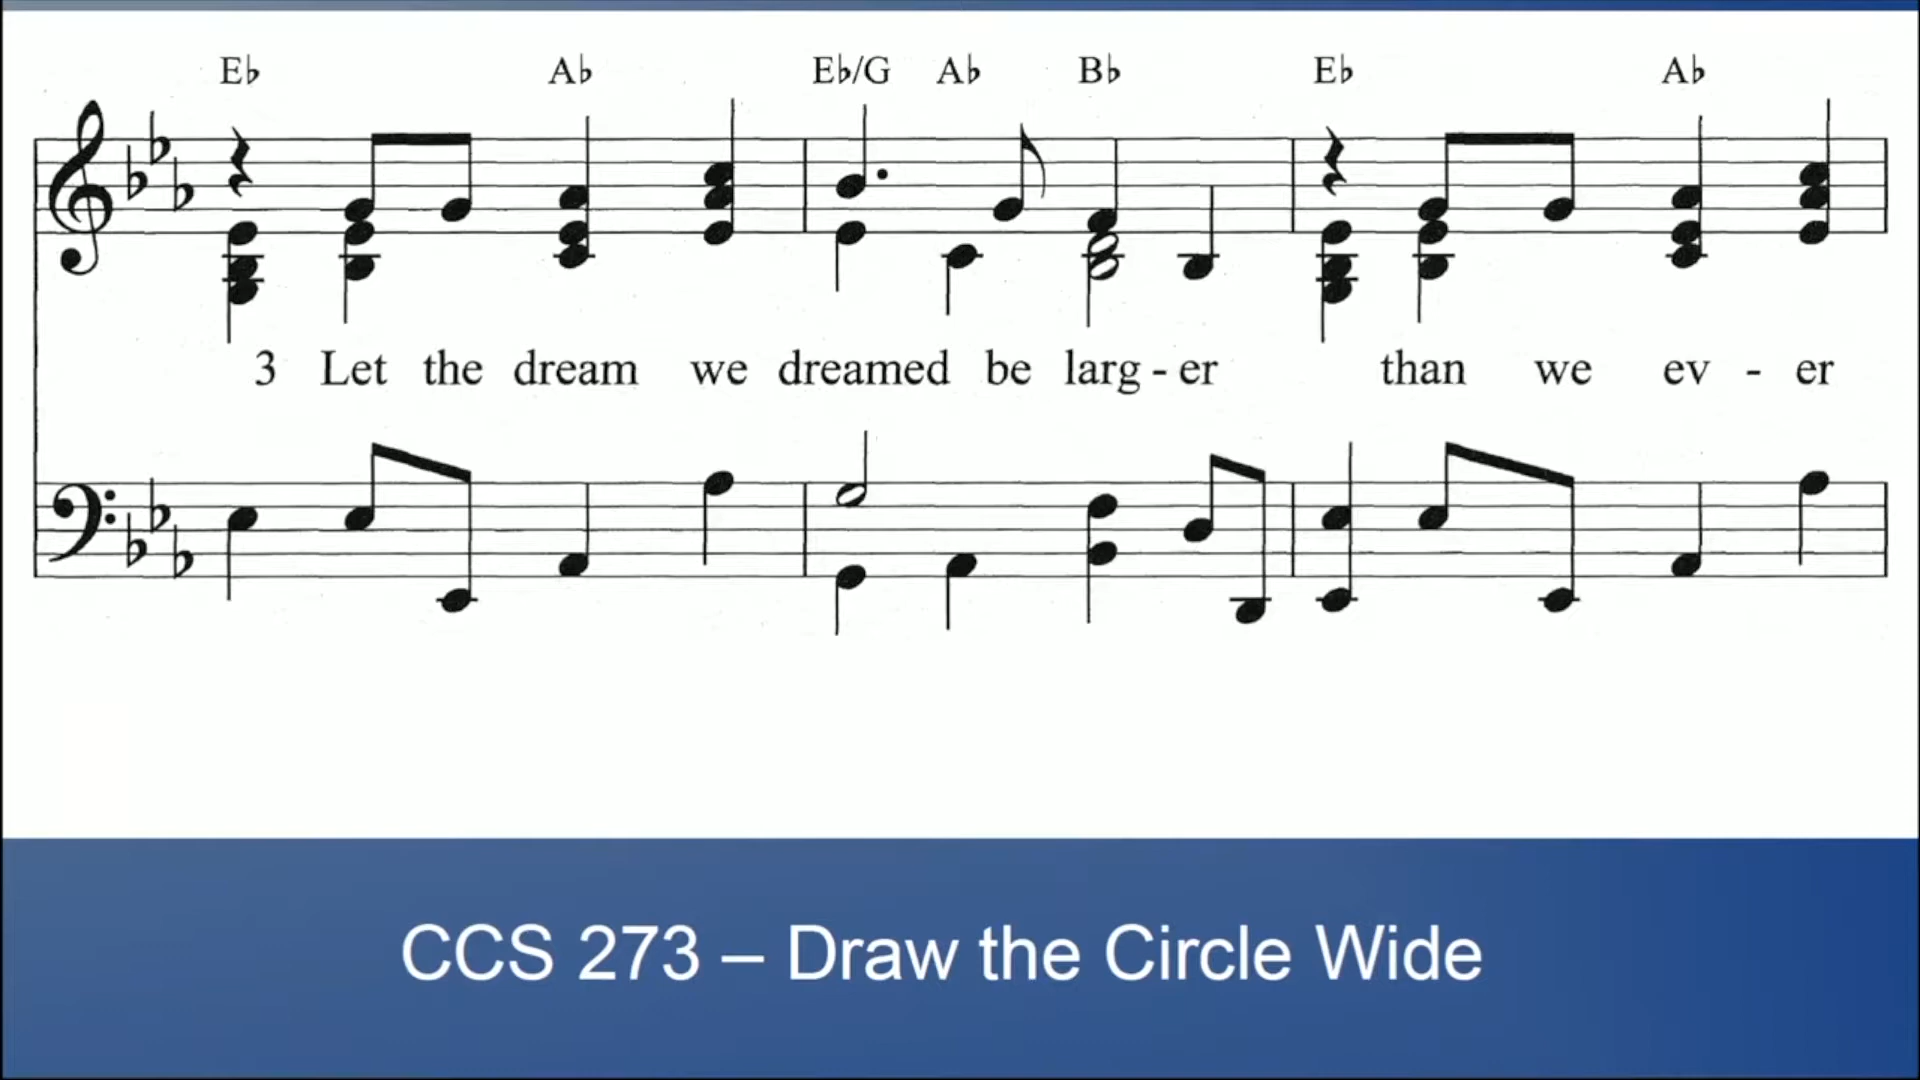 E♭ A♭ E♭/G A♭ B♭ E♭ A♭
3 Let the dream we dreamed be larg - er than we ev - er
CCS 273 – Draw the Circle Wide